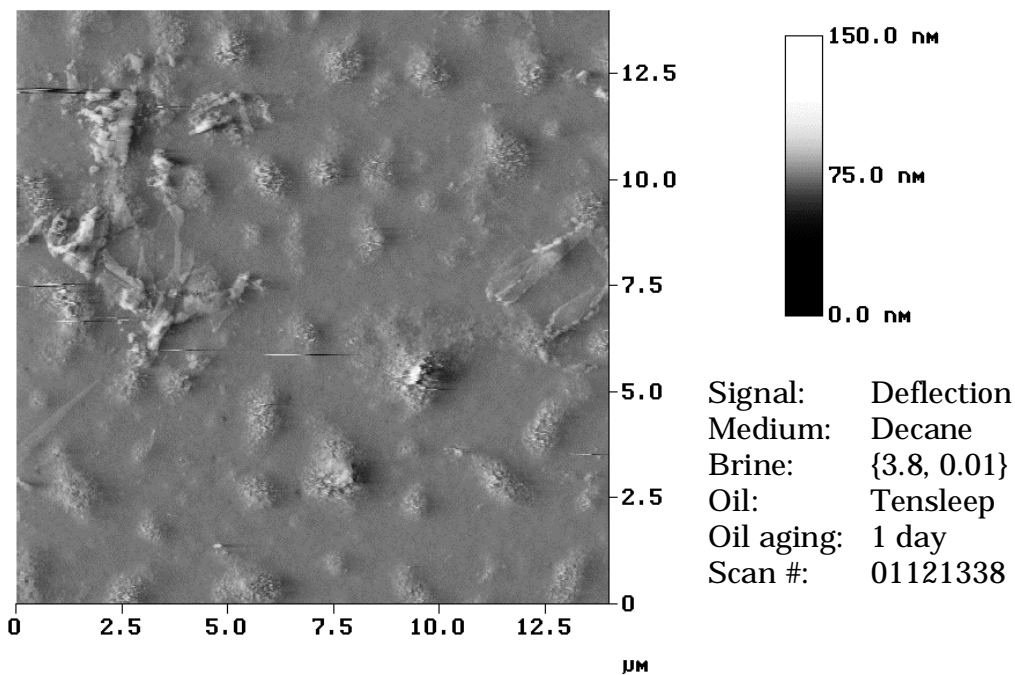 150.0 nM
12.5
10.0
75.0 nM
7.5
0.0 nM
5.0
2.5
0
0 2.5 5.0 7.5 10.0 12.5
µM
Signal: Deflection
Medium: Decane
Brine: {3.8, 0.01}
Oil: Tensleep
Oil aging: 1 day
Scan #: 01121338